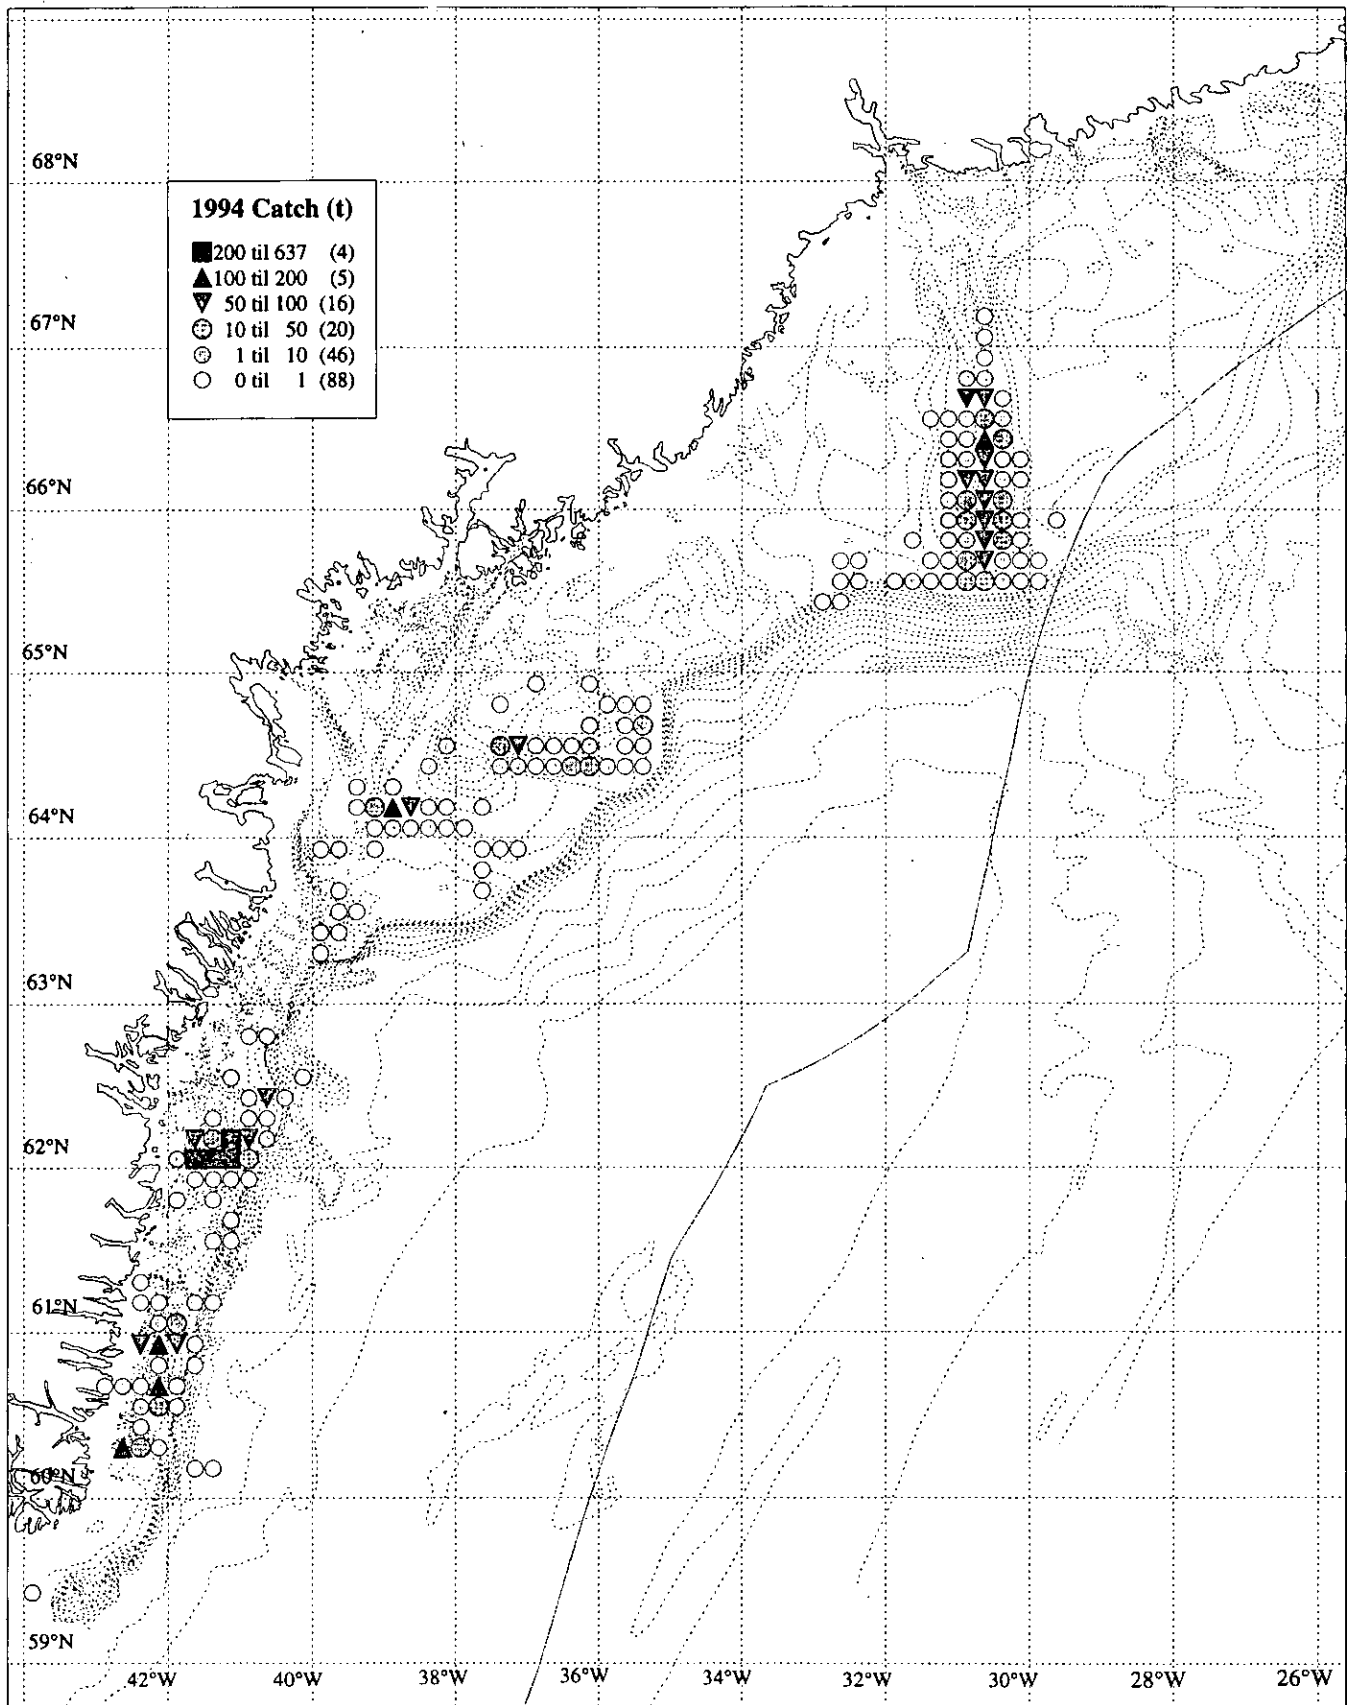 68°N
1994 Catch (t)
200 til 637 (4)
100 til 200 (5)
50 til 100 (16)
10 til 50 (20)
1 til 10 (46)
0 til 1 (88)
67°N
66°N
65°N
64°N
63°N
62°N
61°N
60°N
59°N
42°W 40°W 38°W 36°W 34°W 32°W 30°W 28°W 26°W